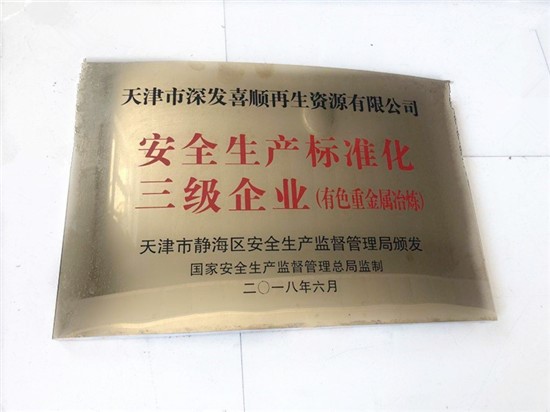 天津市深发喜顺再生资源有限公司
安全生产标准化
三级企业(有色重金属冶炼)
天津市静海区安全生产监督管理局颁发
国家安全生产监督管理总局监制
二〇一八年六月